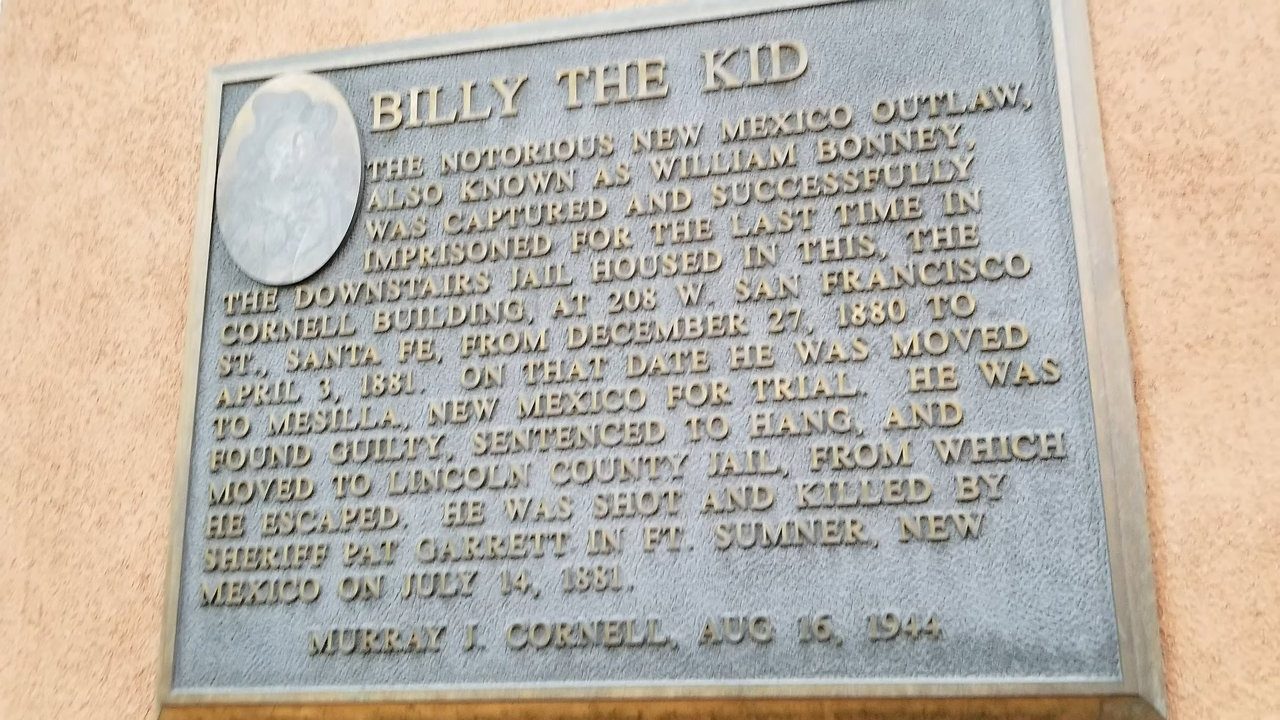 BILLY THE KID
THE NOTORIOUS NEW MEXICO OUTLAW,
ALSO KNOWN AS WILLIAM BONNEY,
WAS CAPTURED AND SUCCESSFULLY
IMPRISONED FOR THE LAST TIME IN
THE DOWNSTAIRS JAIL HOUSED IN THIS, THE
CORNELL BUILDING, AT 208 W. SAN FRANCISCO
ST., SANTA FE, FROM DECEMBER 27, 1880 TO
APRIL 3, 1881. ON THAT DATE HE WAS MOVED
TO MESILLA, NEW MEXICO FOR TRIAL. HE WAS
FOUND GUILTY, SENTENCED TO HANG, AND
MOVED TO LINCOLN COUNTY JAIL, FROM WHICH
HE ESCAPED. HE WAS SHOT AND KILLED BY
SHERIFF PAT GARRETT IN FT. SUMNER, NEW
MEXICO ON JULY 14, 1881.
MURRAY J. CORNELL, AUG 16, 1944